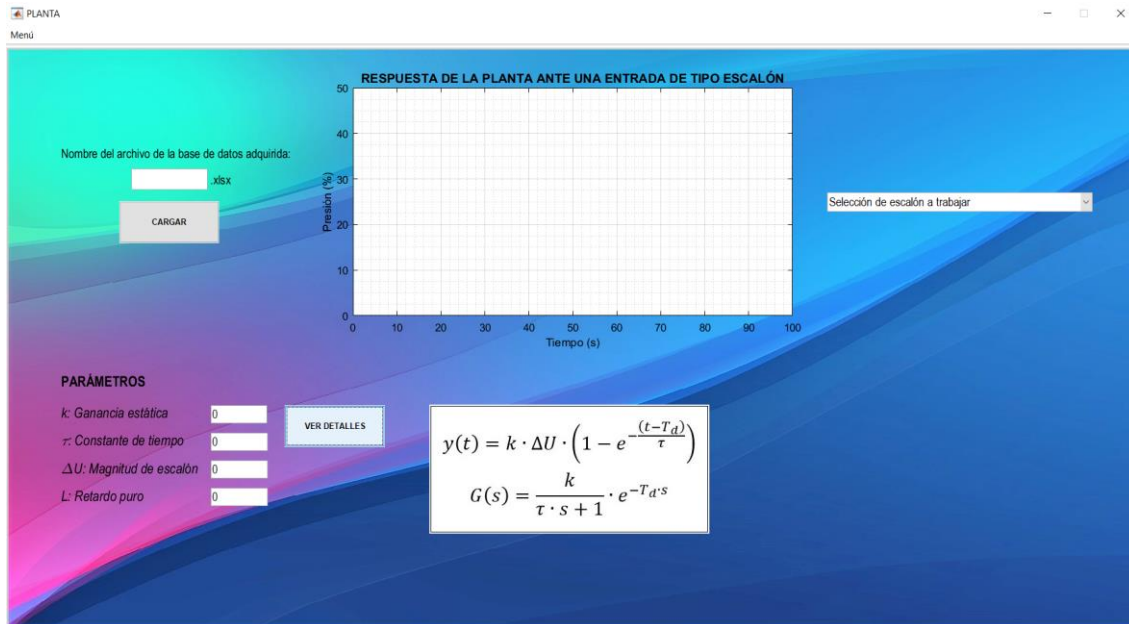 PLANTA
Menú
RESPUESTA DE LA PLANTA ANTE UNA ENTRADA DE TIPO ESCALÓN
50
40
30
20
10
0
Presión (%)
0 10 20 30 40 50 60 70 80 90 100
Tiempo (s)
Nombre del archivo de la base de datos adquirida:
.xlsx
CARGAR
Selección de escalón a trabajar
PARÁMETROS
k: Ganancia estática 0
τ: Constante de tiempo 0
ΔU: Magnitud de escalón 0
L: Retardo puro 0
VER DETALLES
y(t) = k · ΔU · (1 − e^{−(t−T_d)/τ})
G(s) = k/(τ · s + 1) · e^{−T_d·s}